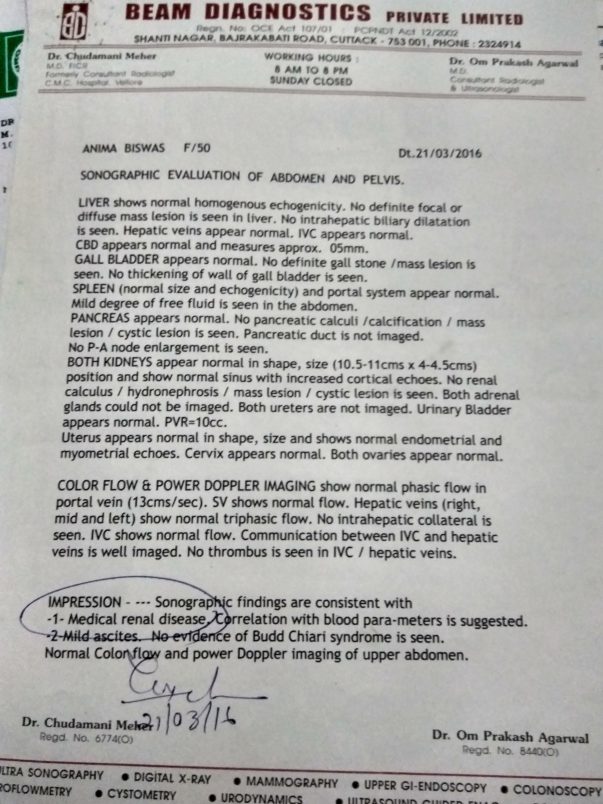 BEAM DIAGNOSTICS PRIVATE LIMITED
Regn. No: OCE Act 107/01 PCPNDT Act 12/2002
SHANTI NAGAR, BAJRAKABATI ROAD, CUTTACK - 753 001, PHONE : 2324914
Dr. Chudamani Meher
M.D. FICR
Formerly Consultant Radiologist
C.M.C. Hospital, Vellore
WORKING HOURS :
8 AM TO 8 PM
SUNDAY CLOSED
Dr. Om Prakash Agarwal
M.D.
Consultant Radiologist
& Ultrasonologist
DR
M.
ANIMA BISWAS F/50
Dt.21/03/2016
SONOGRAPHIC EVALUATION OF ABDOMEN AND PELVIS.
LIVER shows normal homogenous echogenicity. No definite focal or
diffuse mass lesion is seen in liver. No intrahepatic biliary dilatation
is seen. Hepatic veins appear normal. IVC appears normal.
CBD appears normal and measures approx. 05mm.
GALL BLADDER appears normal. No definite gall stone /mass lesion is
seen. No thickening of wall of gall bladder is seen.
SPLEEN (normal size and echogenicity) and portal system appear normal.
Mild degree of free fluid is seen in the abdomen.
PANCREAS appears normal. No pancreatic calculi /calcification / mass
lesion / cystic lesion is seen. Pancreatic duct is not imaged.
No P-A node enlargement is seen.
BOTH KIDNEYS appear normal in shape, size (10.5-11cms x 4-4.5cms)
position and show normal sinus with increased cortical echoes. No renal
calculus / hydronephrosis / mass lesion / cystic lesion is seen. Both adrenal
glands could not be imaged. Both ureters are not imaged. Urinary Bladder
appears normal. PVR=10cc.
Uterus appears normal in shape, size and shows normal endometrial and
myometrial echoes. Cervix appears normal. Both ovaries appear normal.
COLOR FLOW & POWER DOPPLER IMAGING show normal phasic flow in
portal vein (13cms/sec). SV shows normal flow. Hepatic veins (right,
mid and left) show normal triphasic flow. No intrahepatic collateral is
seen. IVC shows normal flow. Communication between IVC and hepatic
veins is well imaged. No thrombus is seen in IVC / hepatic veins.
IMPRESSION - --- Sonographic findings are consistent with
-1- Medical renal disease. Correlation with blood para-meters is suggested.
-2-Mild ascites. No evidence of Budd Chiari syndrome is seen.
Normal Color flow and power Doppler imaging of upper abdomen.
21/03/16
Dr. Chudamani Meher
Regd. No. 6774(O)
Dr. Om Prakash Agarwal
Regd. No. 8440(O)
ULTRA SONOGRAPHY • DIGITAL X-RAY • MAMMOGRAPHY • UPPER GI-ENDOSCOPY • COLONOSCOPY
UROFLOWMETRY • CYSTOMETRY • URODYNAMICS